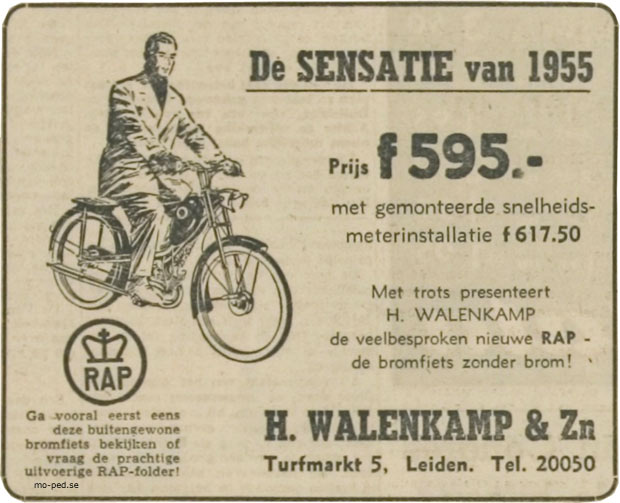 De SENSATIE van 1955
Prijs f 595.-
met gemonteerde snelheids-
meterinstallatie f 617.50
Met trots presenteert
H. WALENKAMP
de veelbesproken nieuwe RAP -
de bromfiets zonder brom!
RAP
Ga vooral eerst eens
deze buitengewone
bromfiets bekijken of
vraag de prachtige
uitvoerige RAP-folder!
H. WALENKAMP & Zn
Turfmarkt 5, Leiden. Tel. 20050
mo-ped.se